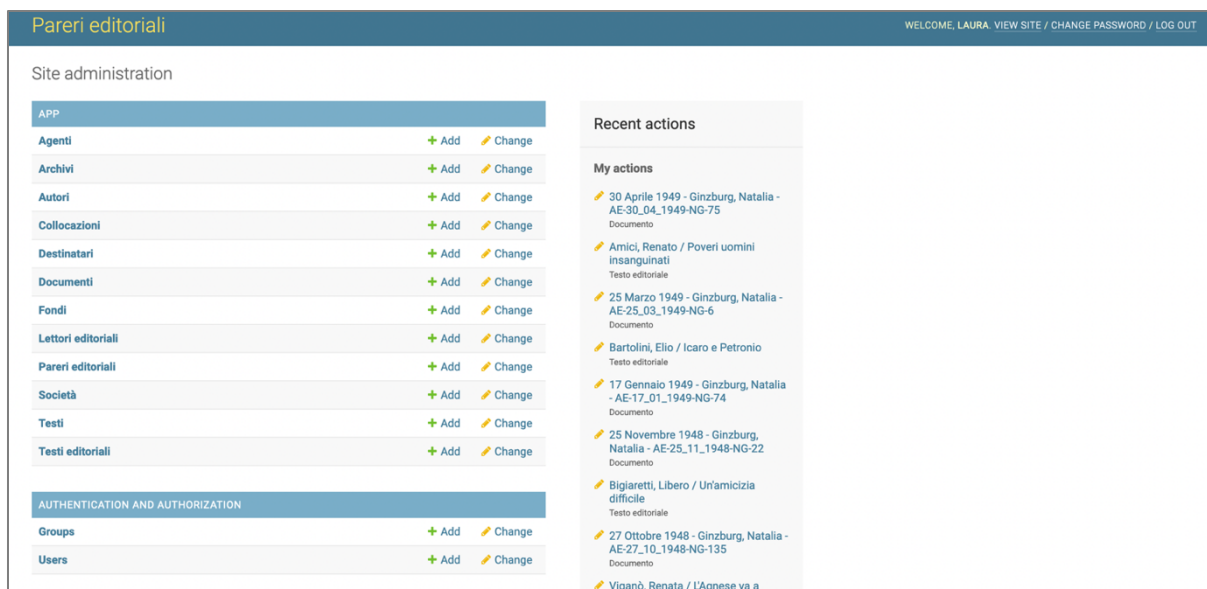 Pareri editoriali
WELCOME, LAURA. VIEW SITE / CHANGE PASSWORD / LOG OUT
Site administration
APP
Agenti + Add Change
Archivi + Add Change
Autori + Add Change
Collocazioni + Add Change
Destinatari + Add Change
Documenti + Add Change
Fondi + Add Change
Lettori editoriali + Add Change
Pareri editoriali + Add Change
Società + Add Change
Testi + Add Change
Testi editoriali + Add Change
AUTHENTICATION AND AUTHORIZATION
Groups + Add Change
Users + Add Change
Recent actions
My actions
30 Aprile 1949 - Ginzburg, Natalia -
AE-30_04_1949-NG-75
Documento
Amici, Renato / Poveri uomini
insanguinati
Testo editoriale
25 Marzo 1949 - Ginzburg, Natalia -
AE-25_03_1949-NG-6
Documento
Bartolini, Elio / Icaro e Petronio
Testo editoriale
17 Gennaio 1949 - Ginzburg, Natalia
- AE-17_01_1949-NG-74
Documento
25 Novembre 1948 - Ginzburg,
Natalia - AE-25_11_1948-NG-22
Documento
Bigiaretti, Libero / Un'amicizia
difficile
Testo editoriale
27 Ottobre 1948 - Ginzburg, Natalia -
AE-27_10_1948-NG-135
Documento
Viganò, Renata / L'Agnese va a